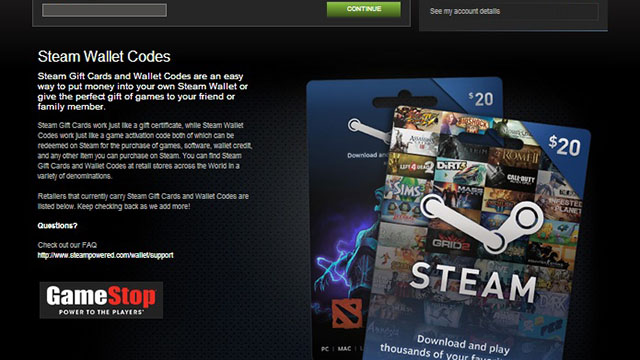 CONTINUE
See my account details
Steam Wallet Codes
Steam Gift Cards and Wallet Codes are an easy
way to put money into your own Steam Wallet or
give the perfect gift of games to your friend or
family member.
Steam Gift Cards work just like a gift certificate, while Steam Wallet
Codes work just like a game activation code both of which can be
redeemed on Steam for the purchase of games, software, wallet credit,
and any other item you can purchase on Steam. You can find Steam
Gift Cards and Wallet Codes at retail stores across the World in a
variety of denominations.
Retailers that currently carry Steam Gift Cards and Wallet Codes are
listed below. Keep checking back as we add more!
Questions?
Check out our FAQ
http://www.steampowered.com/wallet/support
GameStop
POWER TO THE PLAYERS
$20
Download and
PC | MAC |
$20
ROME II
LEFT 4 DEAD 2
DiRT3
CALL OF DUTY
SIMS
MARS
GRID2
STEAM
Download and play
thousands of your favorite